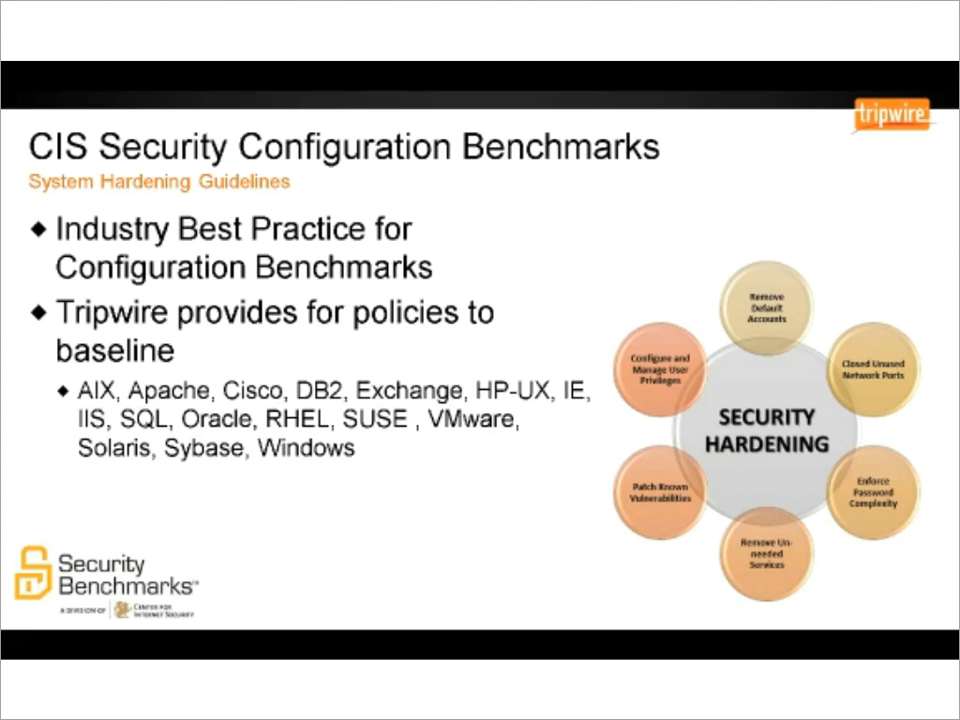 tripwire
CIS Security Configuration Benchmarks
System Hardening Guidelines
◆ Industry Best Practice for
Configuration Benchmarks
◆ Tripwire provides for policies to
baseline
◆ AIX, Apache, Cisco, DB2, Exchange, HP-UX, IE,
IIS, SQL, Oracle, RHEL, SUSE , VMware,
Solaris, Sybase, Windows
Remove
Default
Accounts
Closed Unused
Network Ports
Enforce
Password
Complexity
Remove Un-
needed
Services
Patch Known
Vulnerabilities
Configure and
Manage User
Privileges
SECURITY
HARDENING
Security
Benchmarks™
A DIVISION OF
CENTER FOR
INTERNET SECURITY